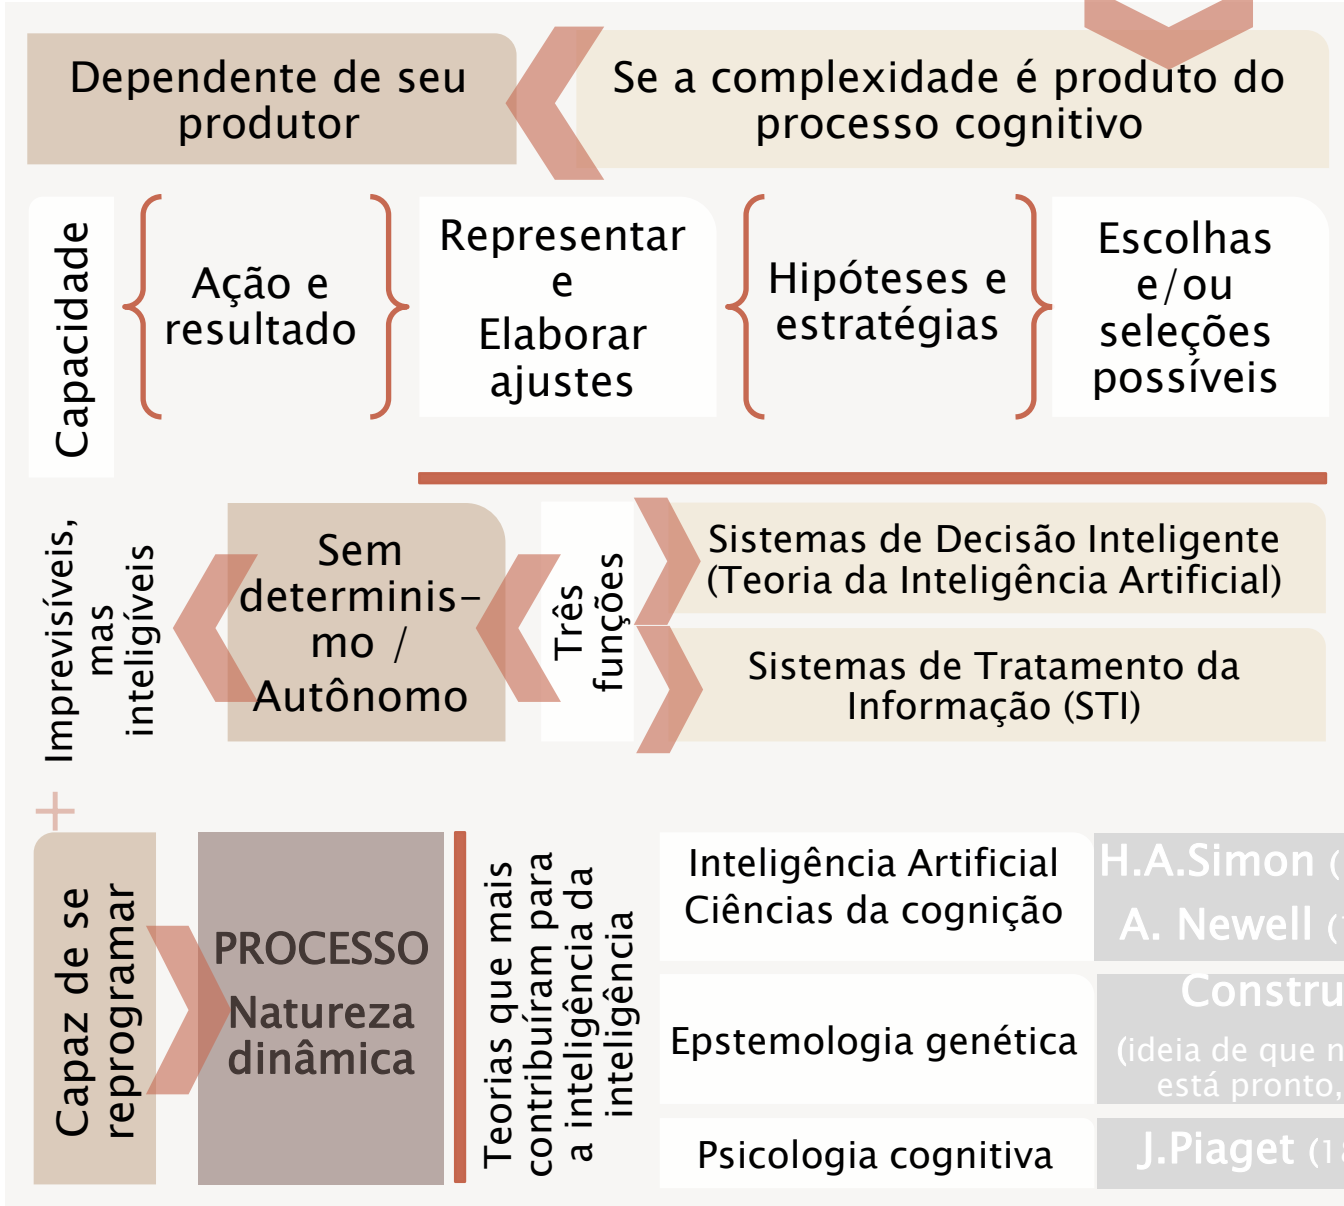 Dependente de seu
produtor
Se a complexidade é produto do
processo cognitivo
Capacidade
Ação e
resultado
Representar
e
Elaborar
ajustes
Hipóteses e
estratégias
Escolhas
e/ou
seleções
possíveis
Imprevisíveis,
mas
inteligíveis
Sem
determinis-
mo /
Autônomo
Três
funções
Sistemas de Decisão Inteligente
(Teoria da Inteligência Artificial)
Sistemas de Tratamento da
Informação (STI)
+
Capaz de se
reprogramar
PROCESSO
Natureza
dinâmica
Teorias que mais
contribuíram para
a inteligência da
inteligência
Inteligência Artificial
Ciências da cognição
H.A.Simon (
A. Newell (
Epstemologia genética
Constru
(ideia de que n
está pronto,
Psicologia cognitiva
J.Piaget (18